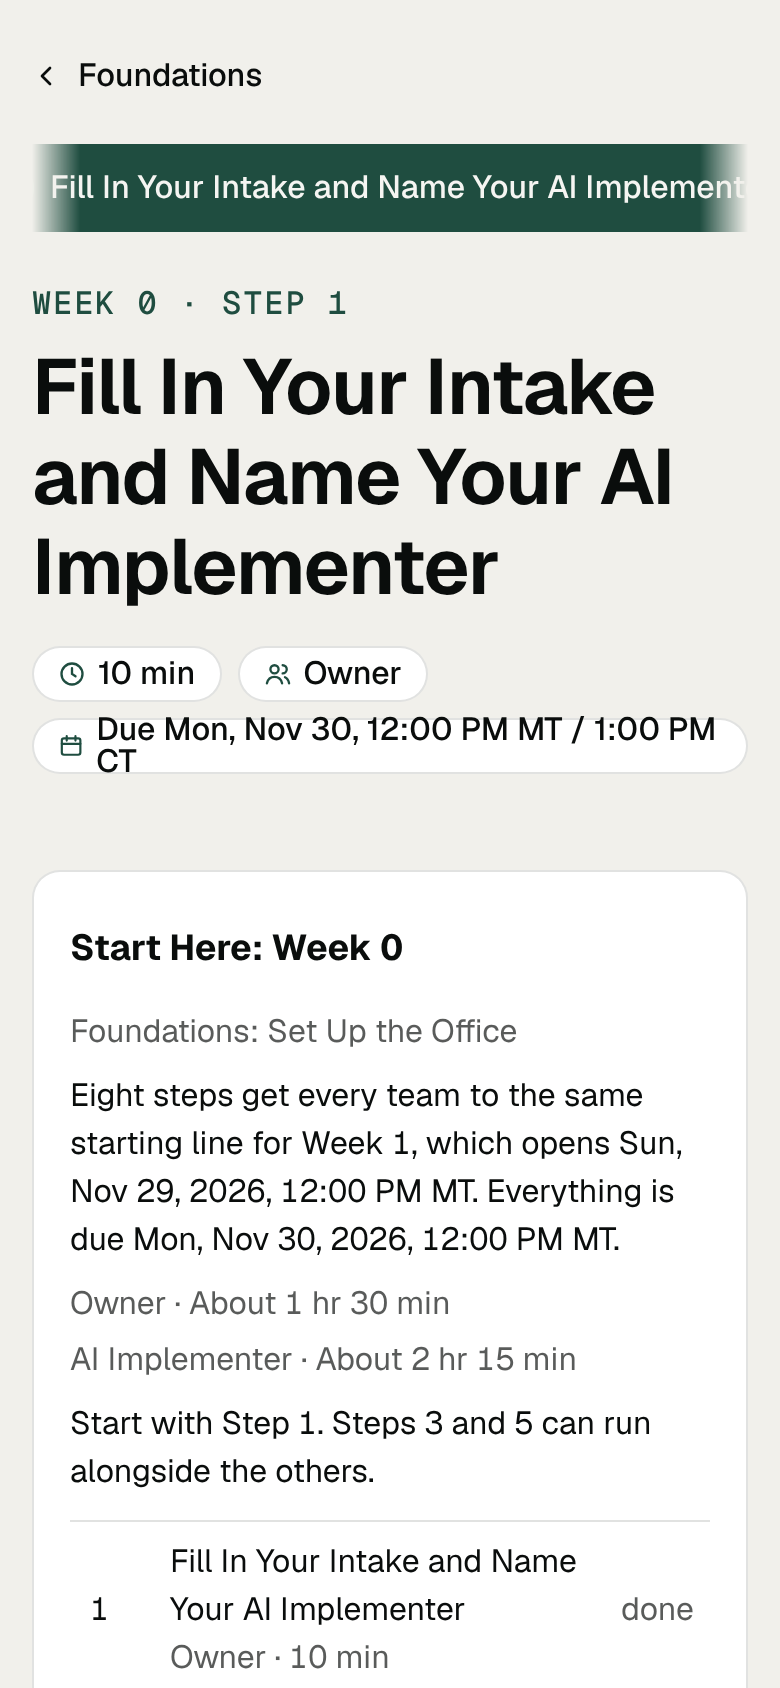 Foundations
Fill In Your Intake and Name Your AI Implement
WEEK 0 · STEP 1
Fill In Your Intake
and Name Your AI
Implementer
10 min
Owner
Due Mon, Nov 30, 12:00 PM MT / 1:00 PM
CT
Start Here: Week 0
Foundations: Set Up the Office
Eight steps get every team to the same
starting line for Week 1, which opens Sun,
Nov 29, 2026, 12:00 PM MT. Everything is
due Mon, Nov 30, 2026, 12:00 PM MT.
Owner · About 1 hr 30 min
AI Implementer · About 2 hr 15 min
Start with Step 1. Steps 3 and 5 can run
alongside the others.
Fill In Your Intake and Name
1 Your AI Implementer done
Owner · 10 min